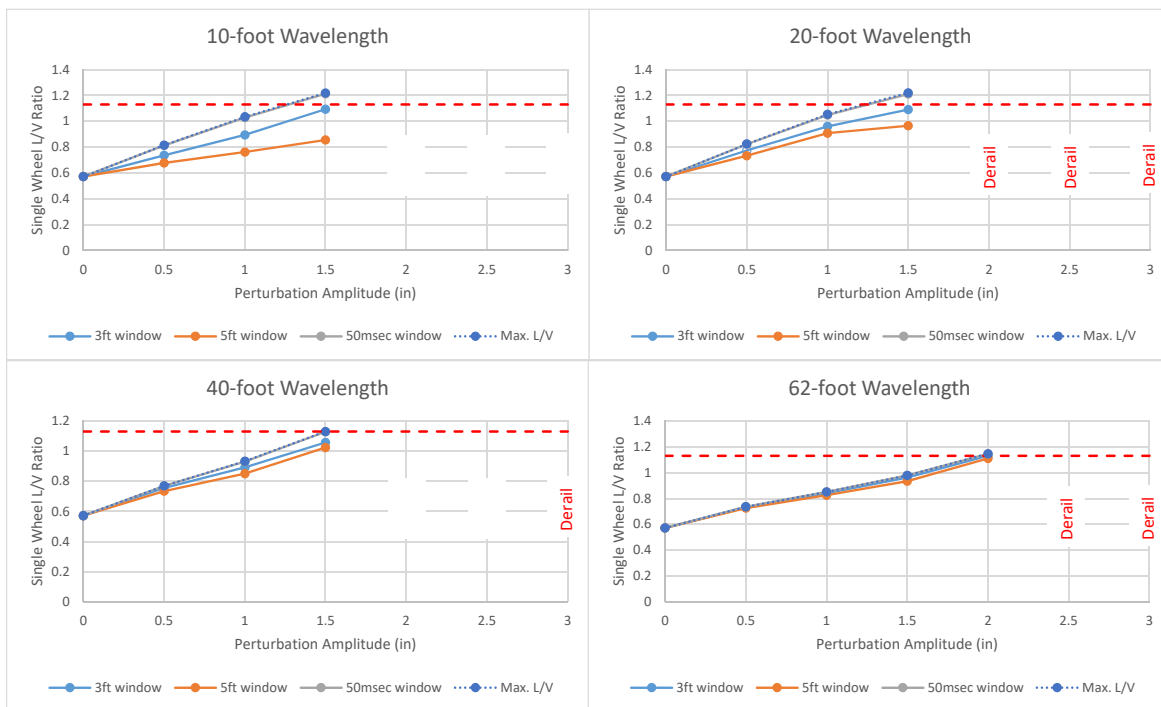 10-foot Wavelength
Single Wheel L/V Ratio
1.4
1.2
1
0.8
0.6
0.4
0.2
0
0 0.5 1 1.5 2 2.5 3
Perturbation Amplitude (in)
3ft window 5ft window 50msec window Max. L/V
20-foot Wavelength
Single Wheel L/V Ratio
1.4
1.2
1
0.8
0.6
0.4
0.2
0
Derail
Derail
Derail
0 0.5 1 1.5 2 2.5 3
Perturbation Amplitude (in)
3ft window 5ft window 50msec window Max. L/V
40-foot Wavelength
Single Wheel L/V Ratio
1.2
1
0.8
0.6
0.4
0.2
0
Derail
0 0.5 1 1.5 2 2.5 3
Perturbation Amplitude (in)
3ft window 5ft window 50msec window Max. L/V
62-foot Wavelength
Single Wheel L/V Ratio
1.4
1.2
1
0.8
0.6
0.4
0.2
0
Derail
Derail
0 0.5 1 1.5 2 2.5 3
Perturbation Amplitude (in)
3ft window 5ft window 50msec window Max. L/V